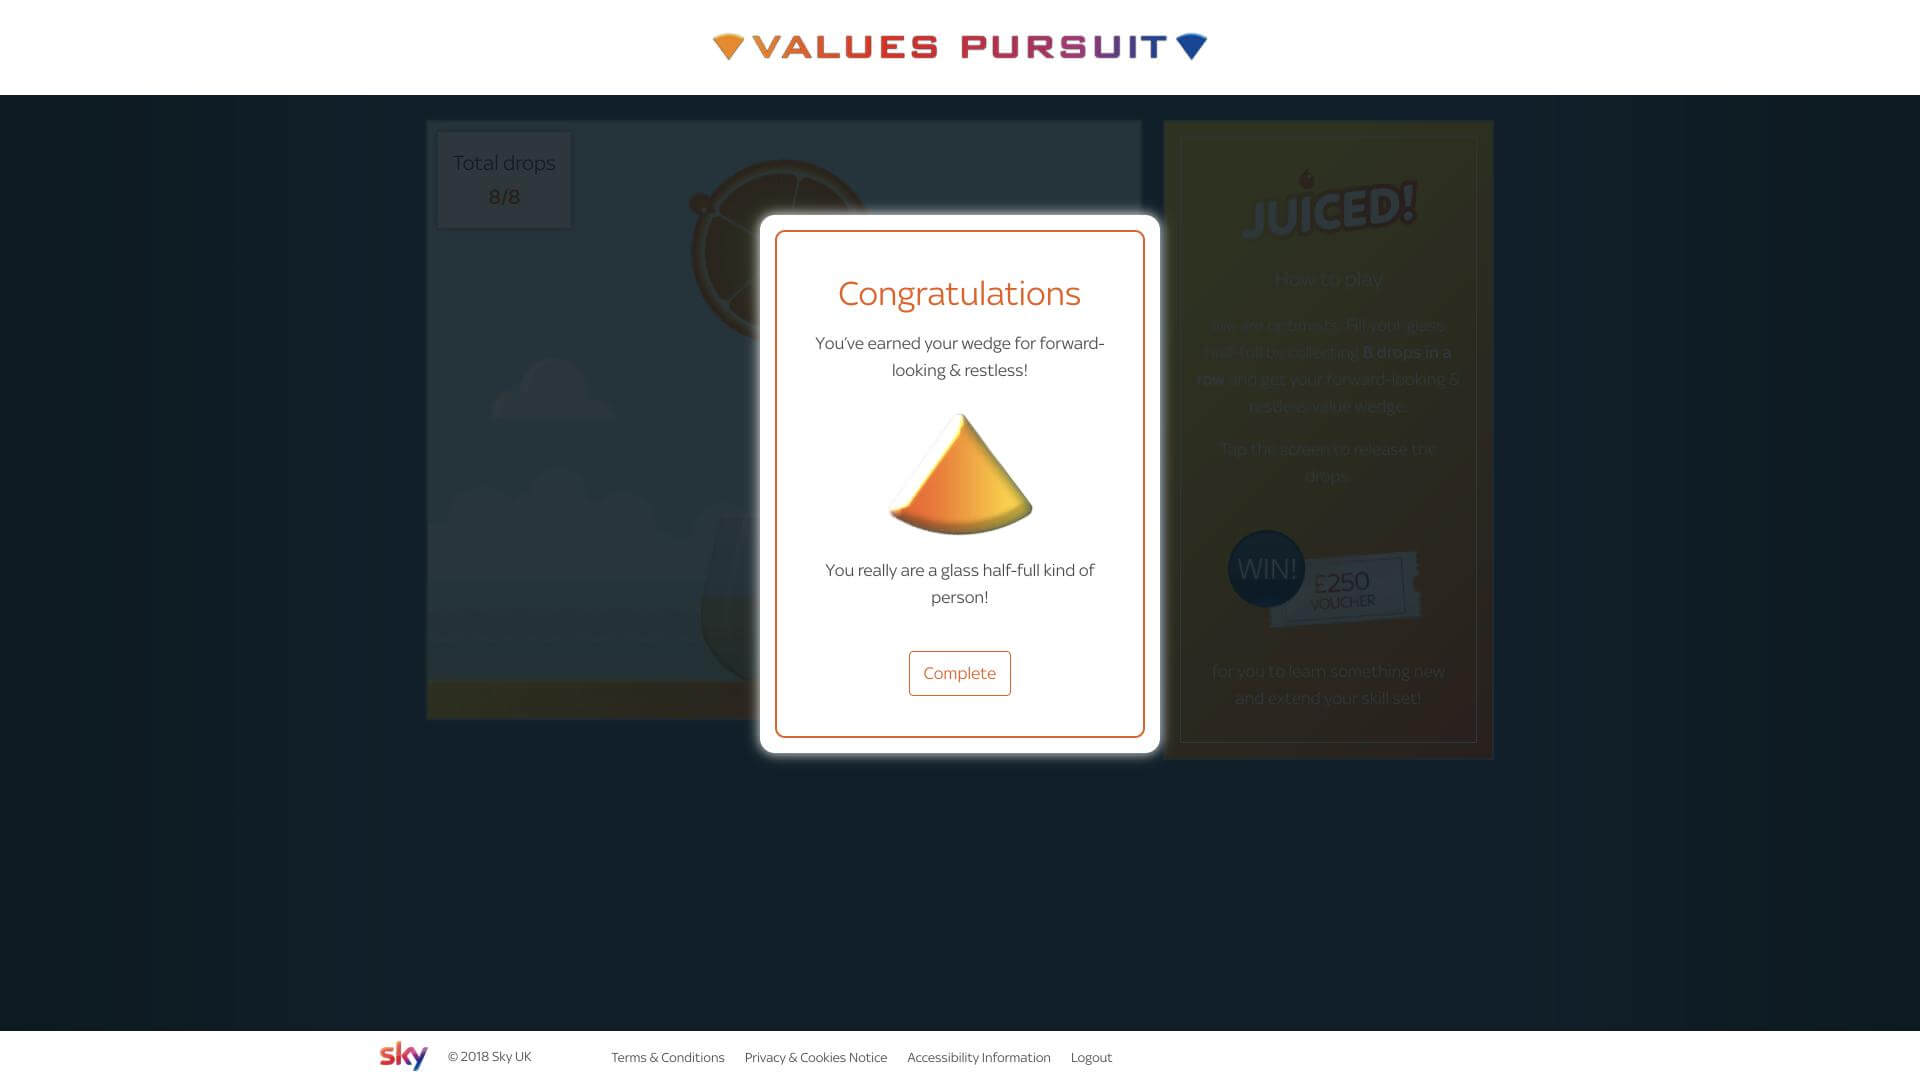 VALUES PURSUIT
Total drops
8/8
JUICED!
How to play
We are optimists. Fill your glass
half-full by collecting 8 drops in a
row and get your forward-looking &
restless value wedge.
Tap the screen to release the
drops.
WIN!
£250
VOUCHER
for you to learn something new
and extend your skill set!
Congratulations
You've earned your wedge for forward-
looking & restless!
You really are a glass half-full kind of
person!
Complete
sky
© 2018 Sky UK
Terms & Conditions
Privacy & Cookies Notice
Accessibility Information
Logout